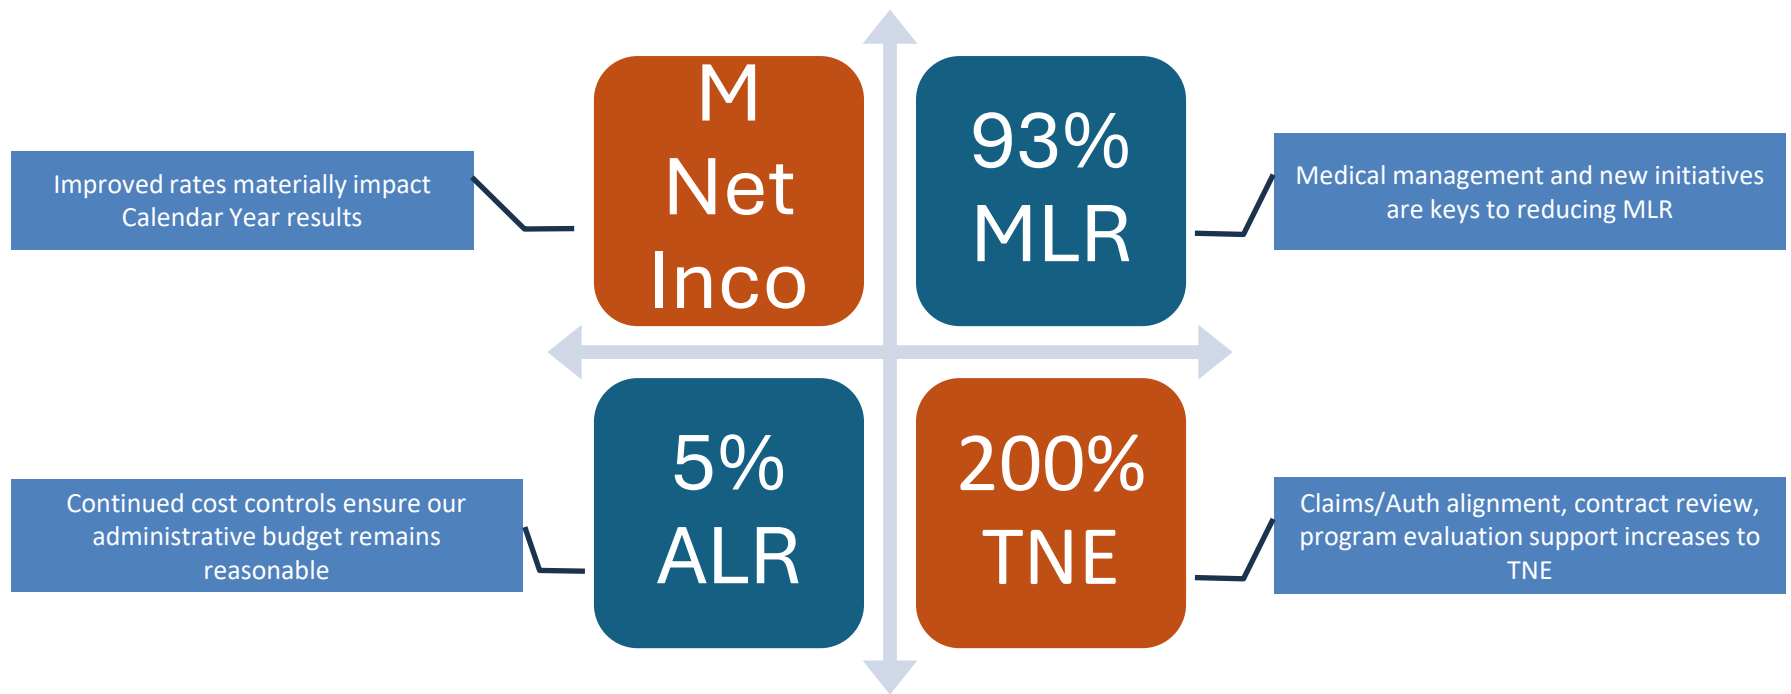 M
Net
Inco
93%
MLR
Improved rates materially impact
Calendar Year results
Medical management and new initiatives
are keys to reducing MLR
5%
ALR
200%
TNE
Continued cost controls ensure our
administrative budget remains
reasonable
Claims/Auth alignment, contract review,
program evaluation support increases to
TNE